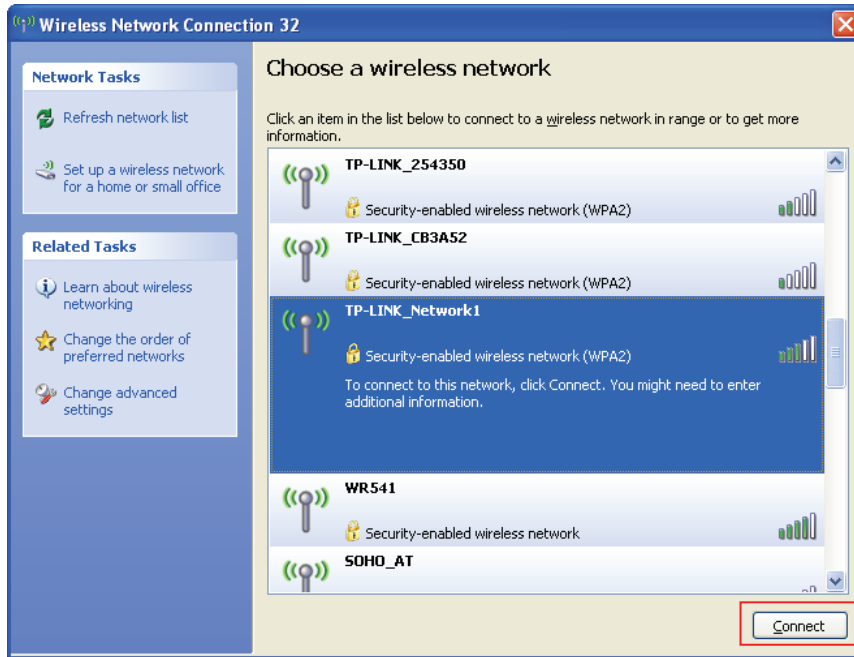 Wireless Network Connection 32
Network Tasks
Refresh network list
Set up a wireless network
for a home or small office
Related Tasks
Learn about wireless
networking
Change the order of
preferred networks
Change advanced
settings
Choose a wireless network
Click an item in the list below to connect to a wireless network in range or to get more
information.
TP-LINK_254350
Security-enabled wireless network (WPA2)
TP-LINK_CB3A52
Security-enabled wireless network (WPA2)
TP-LINK_Network1
Security-enabled wireless network (WPA2)
To connect to this network, click Connect. You might need to enter
additional information.
WR541
Security-enabled wireless network
SOHO_AT
Connect